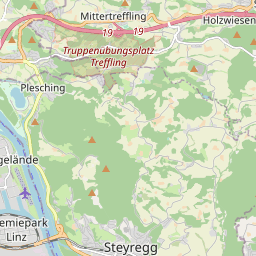 Mittertreffling
Holzwiesen
19
19
Truppenübungsplatz
Treffling
Plesching
gelände
emiepark
Linz
Steyregg